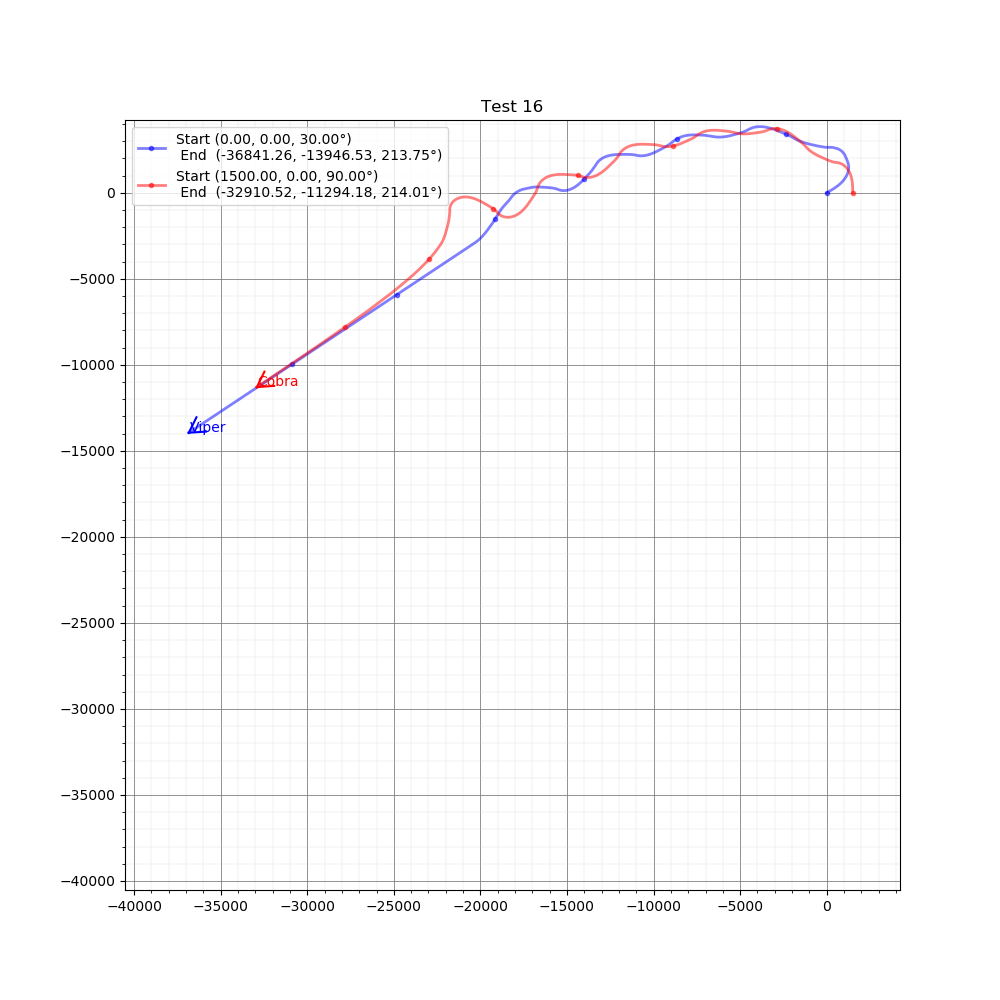 Test 16
Start (0.00, 0.00, 30.00°)
End (-36841.26, -13946.53, 213.75°)
Start (1500.00, 0.00, 90.00°)
End (-32910.52, -11294.18, 214.01°)
0
−5000
−10000
−15000
−20000
−25000
−30000
−35000
−40000
Cobra
Viper
−40000 −35000 −30000 −25000 −20000 −15000 −10000 −5000 0